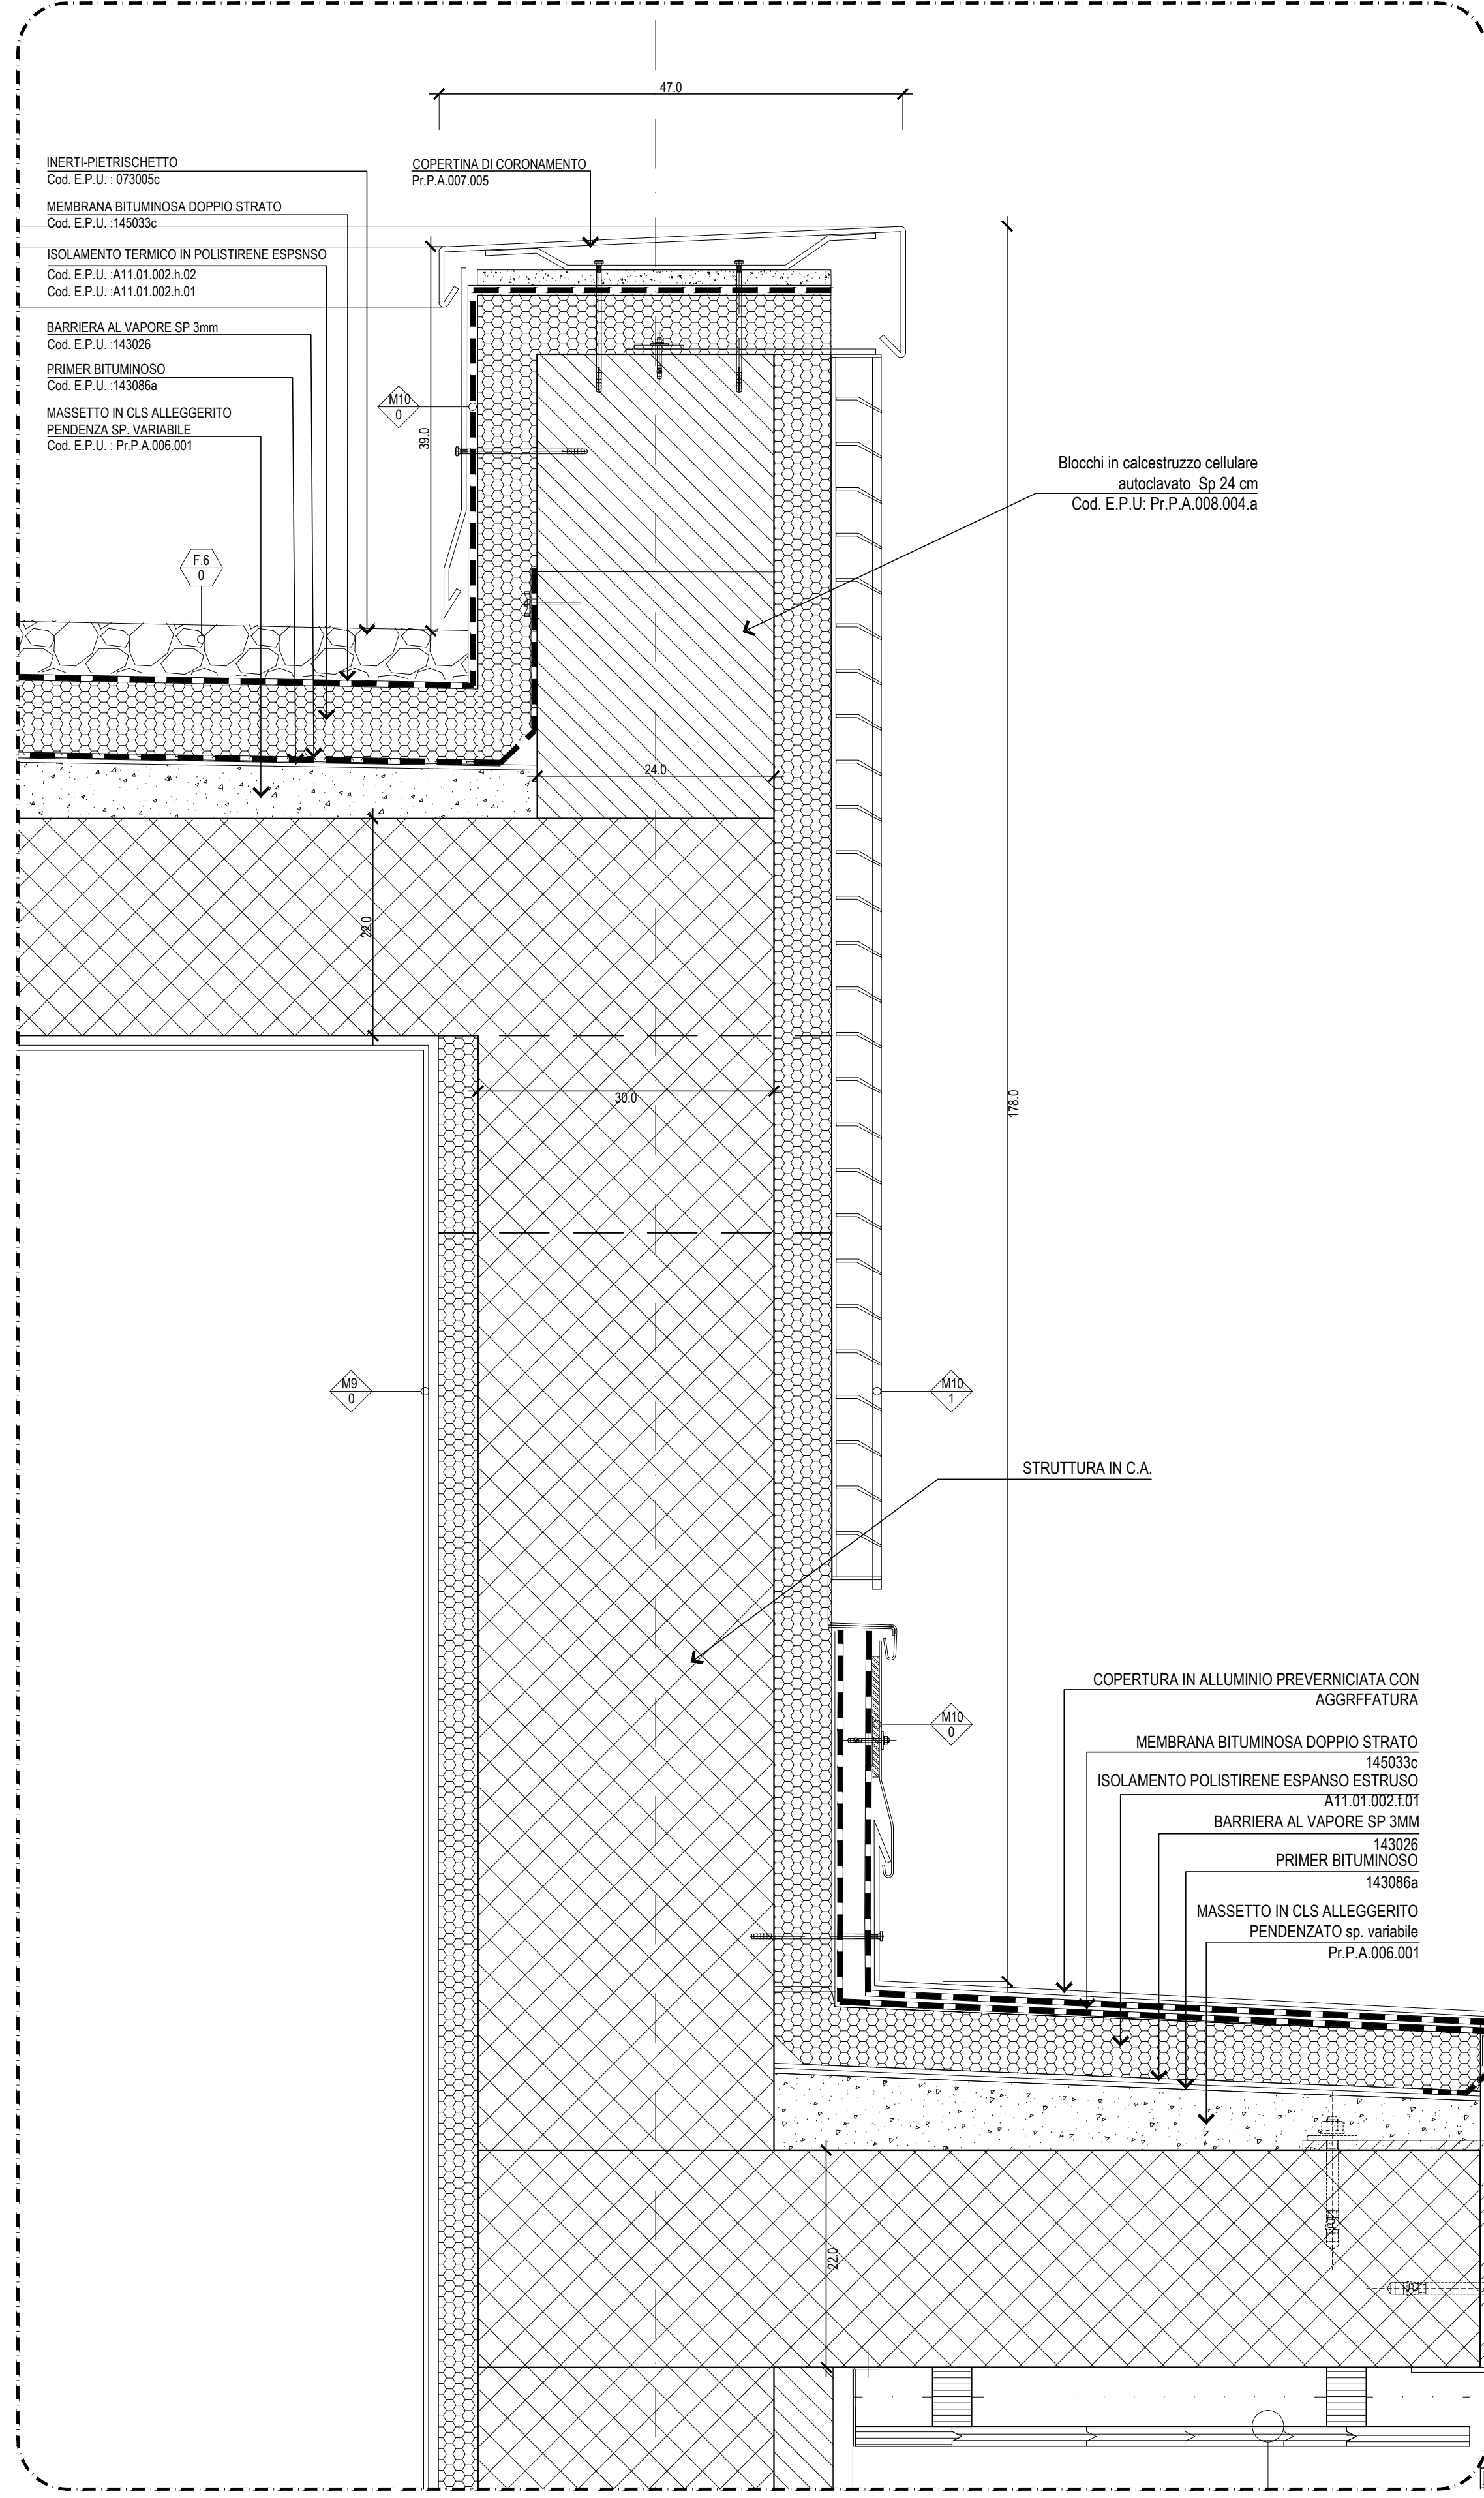 47.0
INERTI-PIETRISCHETTO
Cod. E.P.U. : 073005c
MEMBRANA BITUMINOSA DOPPIO STRATO
Cod. E.P.U. :145033c
ISOLAMENTO TERMICO IN POLISTIRENE ESPSNSO
Cod. E.P.U. :A11.01.002.h.02
Cod. E.P.U. :A11.01.002.h.01
BARRIERA AL VAPORE SP 3mm
Cod. E.P.U. :143026
PRIMER BITUMINOSO
Cod. E.P.U. :143086a
MASSETTO IN CLS ALLEGGERITO
PENDENZA SP. VARIABILE
Cod. E.P.U. : Pr.P.A.006.001
COPERTINA DI CORONAMENTO
Pr.P.A.007.005
M10
0
39.0
Blocchi in calcestruzzo cellulare
autoclavato Sp 24 cm
Cod. E.P.U: Pr.P.A.008.004.a
F.6
0
24.0
22.0
30.0
178.0
M9
0
M10
1
STRUTTURA IN C.A.
M10
0
COPERTURA IN ALLUMINIO PREVERNICIATA CON
AGGRFFATURA
MEMBRANA BITUMINOSA DOPPIO STRATO
145033c
ISOLAMENTO POLISTIRENE ESPANSO ESTRUSO
A11.01.002.f.01
BARRIERA AL VAPORE SP 3MM
143026
PRIMER BITUMINOSO
143086a
MASSETTO IN CLS ALLEGGERITO
PENDENZATO sp. variabile
Pr.P.A.006.001
22.0